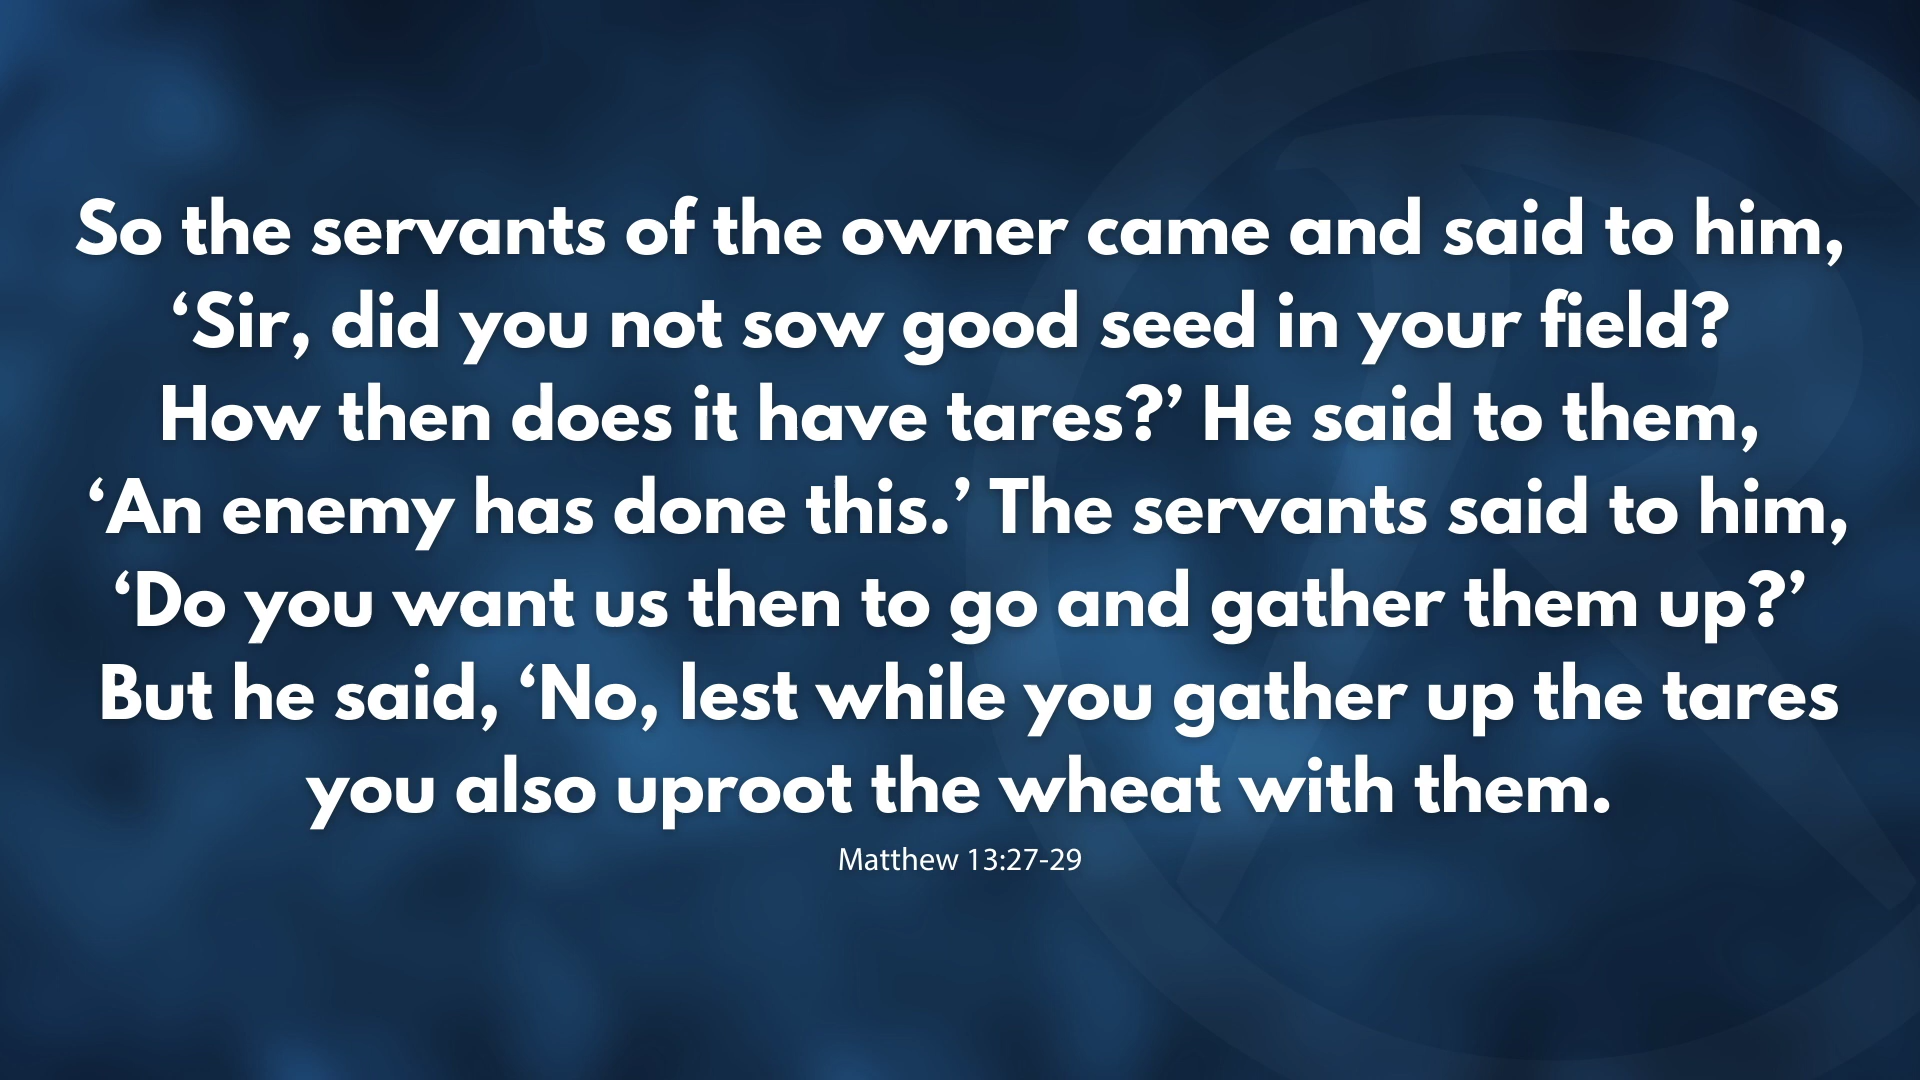 So the servants of the owner came and said to him,
‘Sir, did you not sow good seed in your field?
How then does it have tares?’ He said to them,
‘An enemy has done this.’ The servants said to him,
‘Do you want us then to go and gather them up?’
But he said, ‘No, lest while you gather up the tares
you also uproot the wheat with them.
Matthew 13:27-29